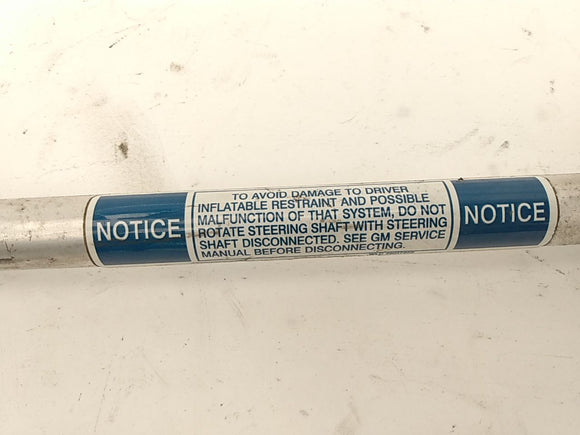 NOTICE
TO AVOID DAMAGE TO DRIVER
INFLATABLE RESTRAINT AND POSSIBLE
MALFUNCTION OF THAT SYSTEM, DO NOT
ROTATE STEERING SHAFT WITH STEERING
SHAFT DISCONNECTED. SEE GM SERVICE
MANUAL BEFORE DISCONNECTING.
NOTICE